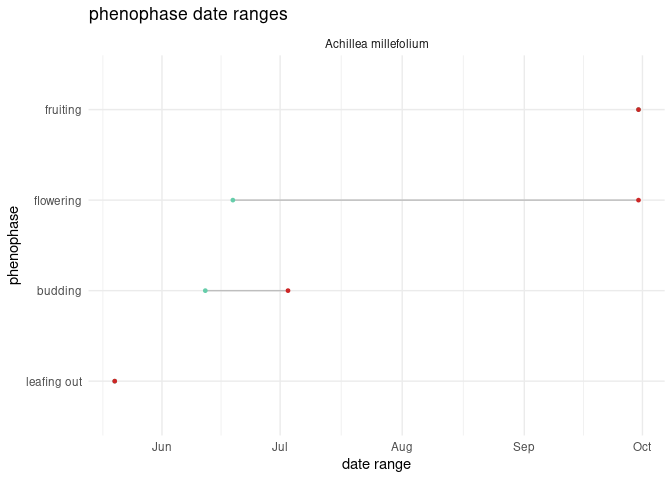 phenophase date ranges
Achillea millefolium
fruiting
flowering
budding
leafing out
phenophase
Jun Jul Aug Sep Oct
date range